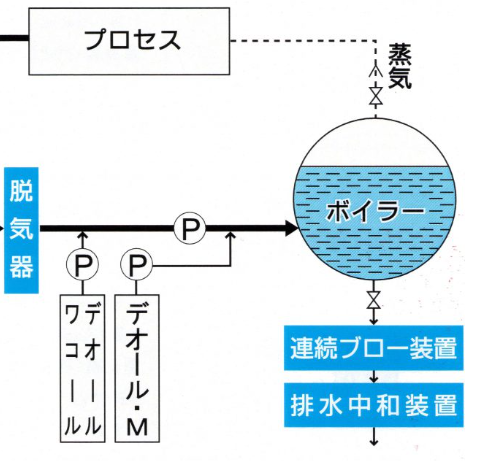 プロセス
蒸気
脱気器
ボイラー
P
P
P
デオール
ワコール
デオール・M
連続ブロー装置
排水中和装置